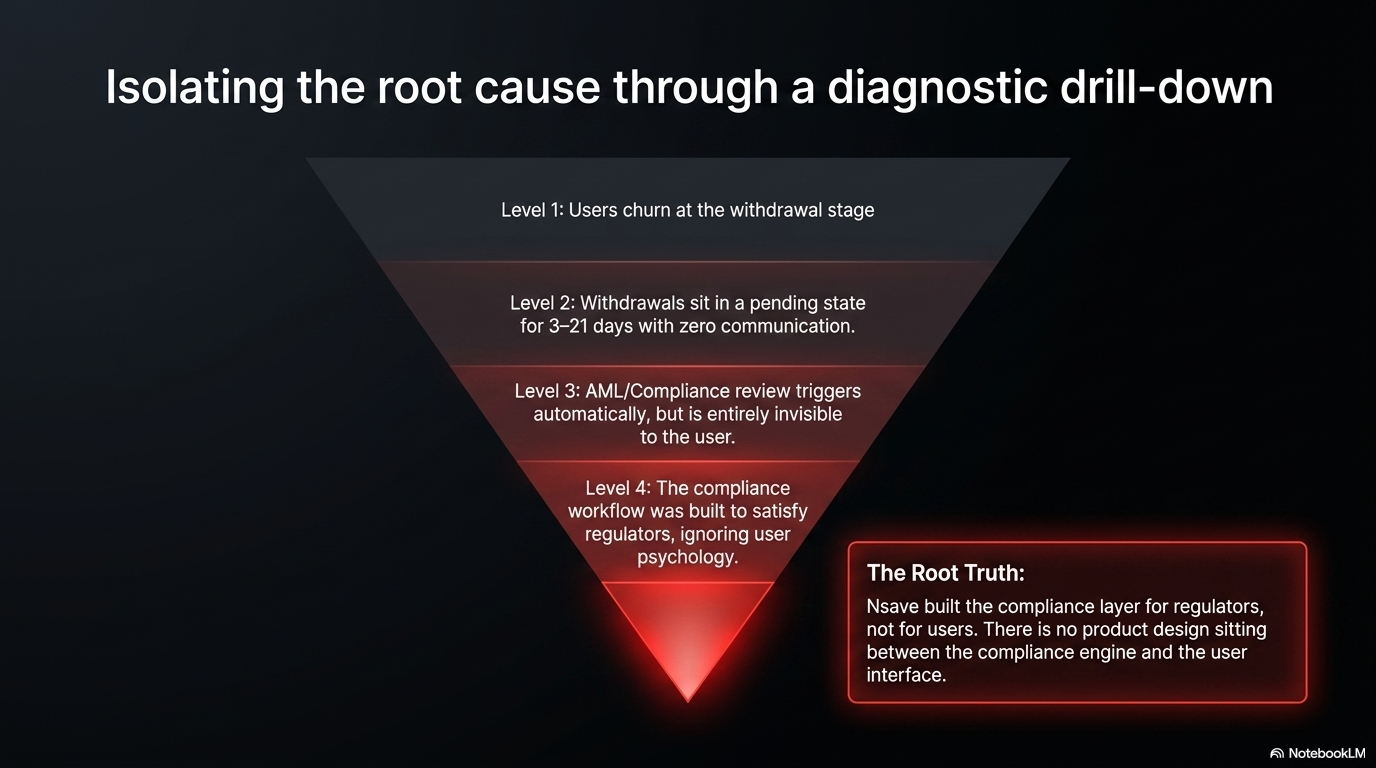 Isolating the root cause through a diagnostic drill-down
Level 1: Users churn at the withdrawal stage
Level 2: Withdrawals sit in a pending state
for 3–21 days with zero communication.
Level 3: AML/Compliance review triggers
automatically, but is entirely invisible
to the user.
Level 4: The compliance
workflow was built to satisfy
regulators, ignoring user
psychology.
The Root Truth:
Nsave built the compliance layer for regulators,
not for users. There is no product design sitting
between the compliance engine and the user
interface.
NotebookLM